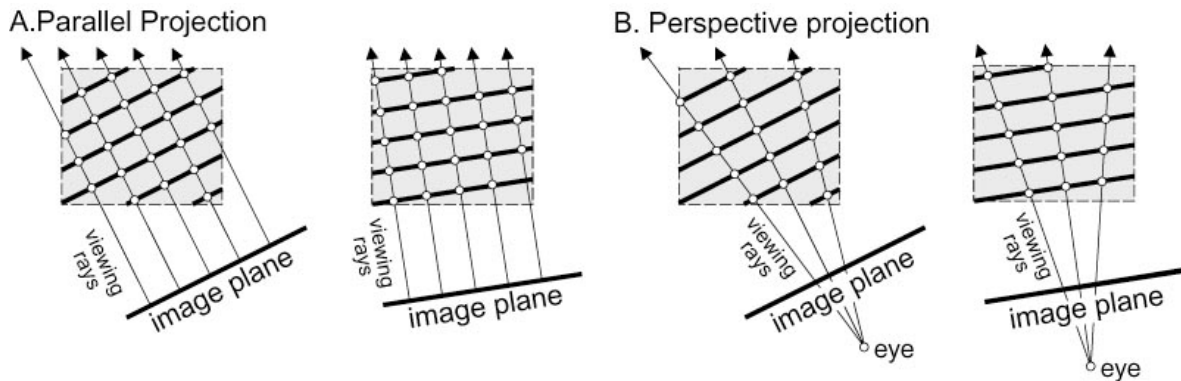 A.Parallel Projection
B. Perspective projection
viewing
rays
image plane
viewing
rays
image plane
viewing
rays
image plane
eye
viewing
rays
image plane
eye